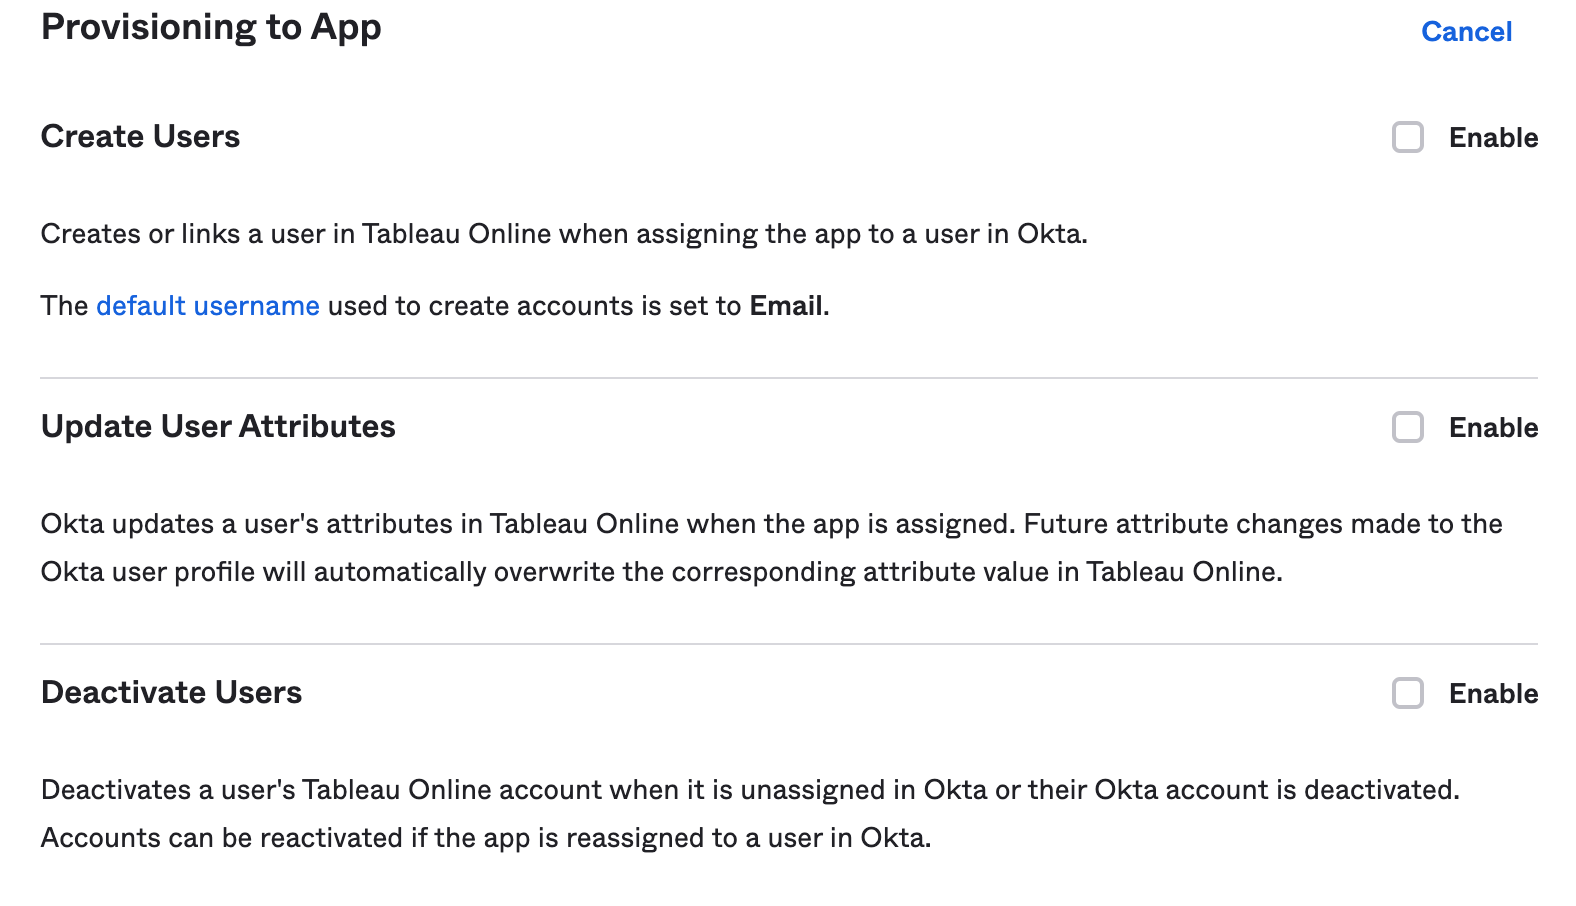 Provisioning to App
Cancel
Create Users
Enable
Creates or links a user in Tableau Online when assigning the app to a user in Okta.
The default username used to create accounts is set to Email.
Update User Attributes
Enable
Okta updates a user's attributes in Tableau Online when the app is assigned. Future attribute changes made to the
Okta user profile will automatically overwrite the corresponding attribute value in Tableau Online.
Deactivate Users
Enable
Deactivates a user's Tableau Online account when it is unassigned in Okta or their Okta account is deactivated.
Accounts can be reactivated if the app is reassigned to a user in Okta.